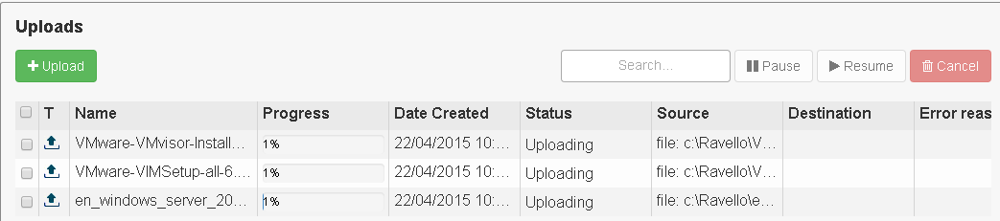 Uploads
+ Upload Search... Pause Resume Cancel
T Name Progress Date Created Status Source Destination Error reas
VMware-VMvisor-Install... 1% 22/04/2015 10:... Uploading file: c:\Ravello\V...
VMware-VIMSetup-all-6.... 1% 22/04/2015 10:... Uploading file: c:\Ravello\V...
en_windows_server_20... 1% 22/04/2015 10:... Uploading file: c:\Ravello\e...